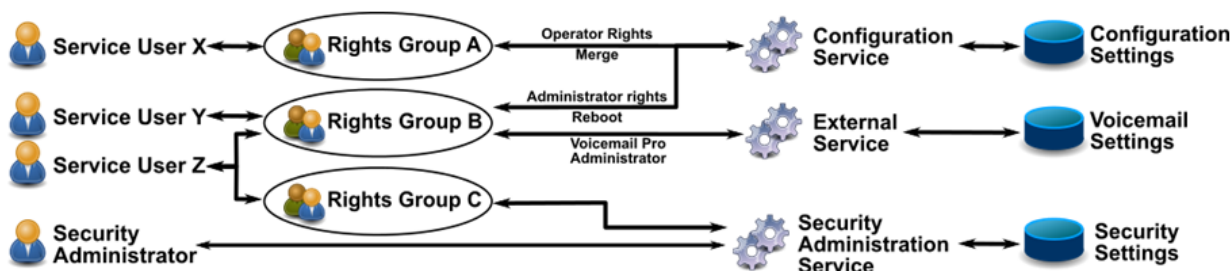 Service User X
Rights Group A
Operator Rights
Merge
Configuration
Service
Configuration
Settings
Service User Y
Rights Group B
Administrator rights
Reboot
Voicemail Pro
Administrator
External
Service
Voicemail
Settings
Service User Z
Rights Group C
Security
Administrator
Security
Administration
Service
Security
Settings